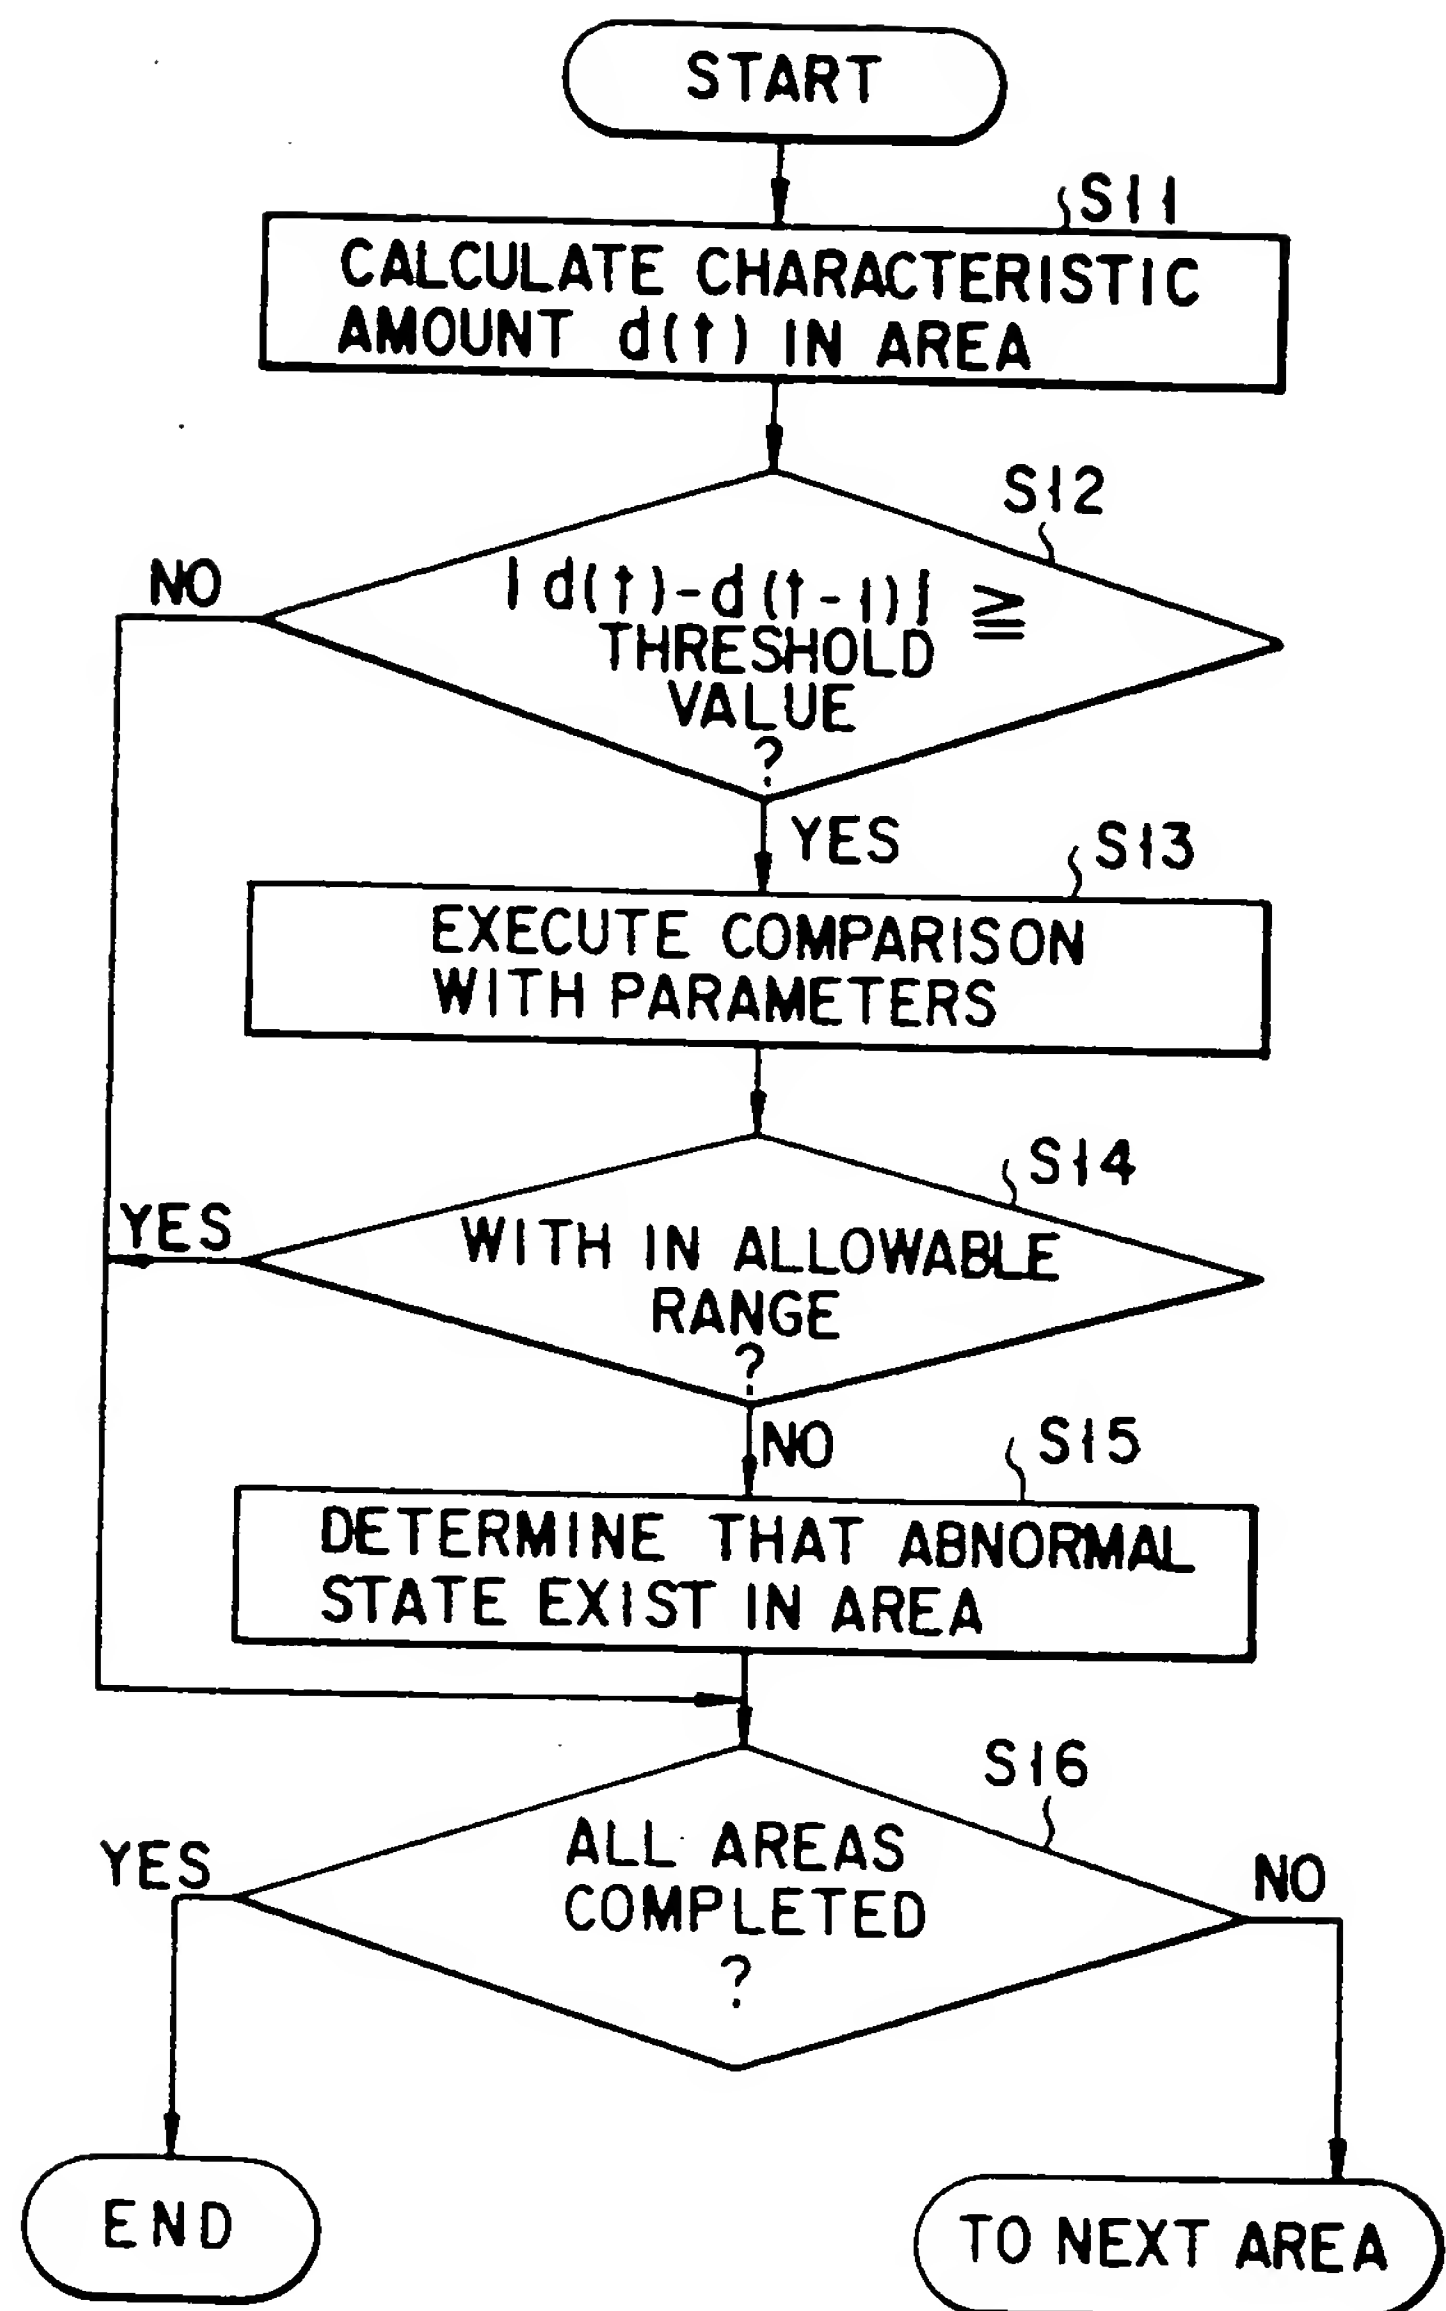 START
S11
CALCULATE CHARACTERISTIC
AMOUNT d(t) IN AREA
S12
NO
|d(t)-d(t-1)| ≧
THRESHOLD
VALUE
?
YES
S13
EXECUTE COMPARISON
WITH PARAMETERS
S14
YES
WITH IN ALLOWABLE
RANGE
?
NO
S15
DETERMINE THAT ABNORMAL
STATE EXIST IN AREA
S16
YES
ALL AREAS
COMPLETED
?
NO
END
TO NEXT AREA